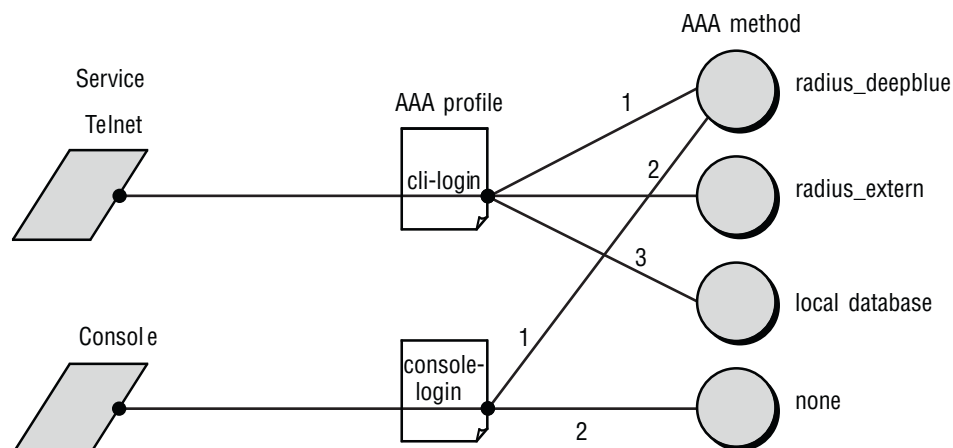 AAA method
Service
Telnet
AAA profile
cli-login
1
radius_deepblue
2
radius_extern
3
local database
Console
console-
login
1
2
none